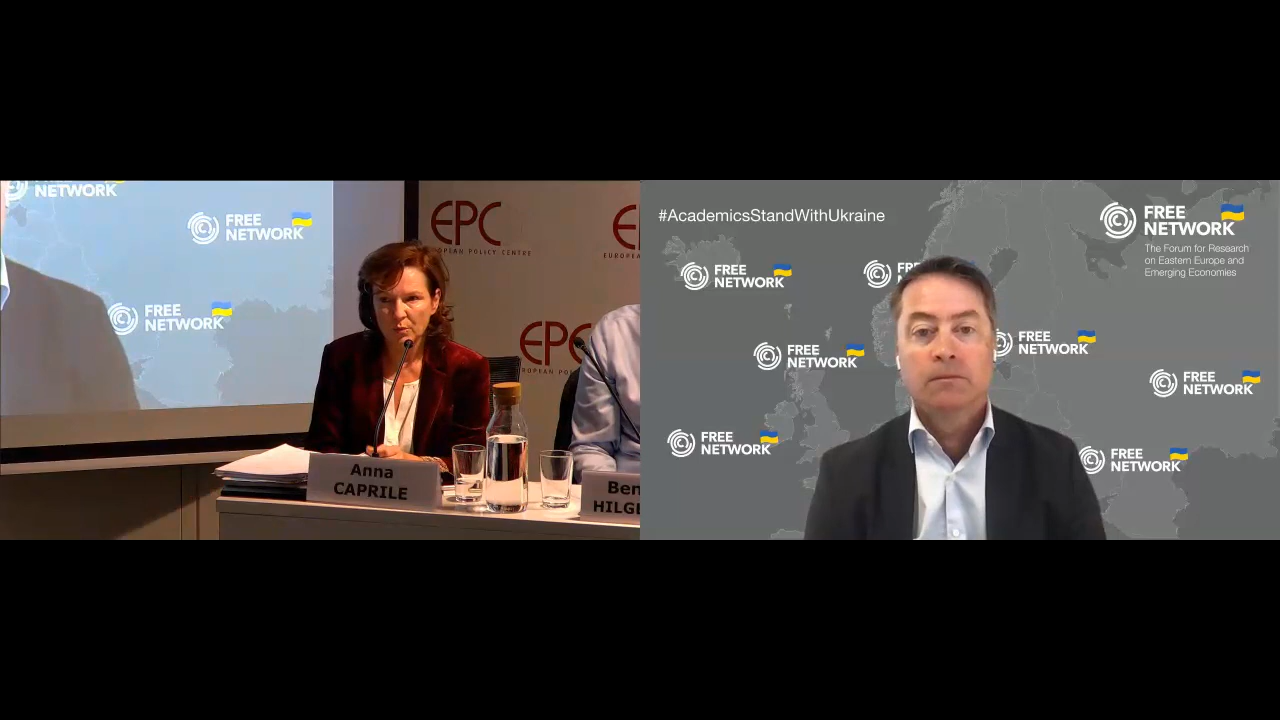 NETWORK
FREE
NETWORK
FREE
NETWORK
EPC
EUROPEAN POLICY CENTRE
EPC
Anna
CAPRILE
#AcademicsStandWithUkraine
FREE
NETWORK
The Forum for Research
on Eastern Europe and
Emerging Economies
FREE
NETWORK
FREE
FREE
NETWORK
FREE
NETWORK
FREE
NETWORK
FREE
NETWORK
FREE
NETWORK